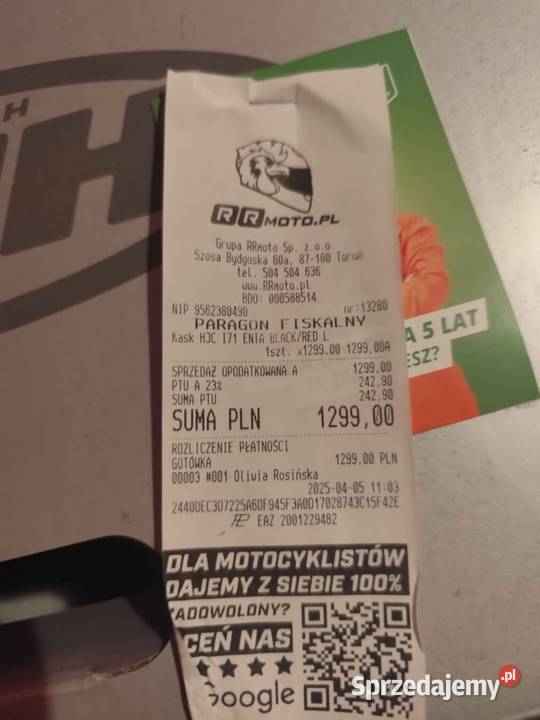 RRMOTO.PL
Grupa RRmoto Sp. z.o.o.
Szosa Bydgoska 60a, 87-100 Toruń
tel. 504 504 636
www.RRmoto.pl
BDO: 000588514
NIP 9562380490 nr:13280
PARAGON FISKALNY
Kask HJC I71 ENTA BLACK/RED L
1szt. x1299.00 1299.00A
SPRZEDAŻ OPODATKOWANA A 1299.00
PTU A 23% 242.90
SUMA PTU 242.90
SUMA PLN 1299,00
ROZLICZENIE PŁATNOŚCI
GOTÓWKA 1299.00 PLN
00003 #001 Oliwia Rosińska
2025-04-05 11:03
2440DEC3D7225A6DF945F3A0D17028743C15F42E
EAZ 2001229482
DLA MOTOCYKLISTÓW
DAJEMY Z SIEBIE 100%
ZADOWOLONY?
CEŃ NAS
Google
A 5 LAT
ESZ?
H
Sprzedajemy.pl